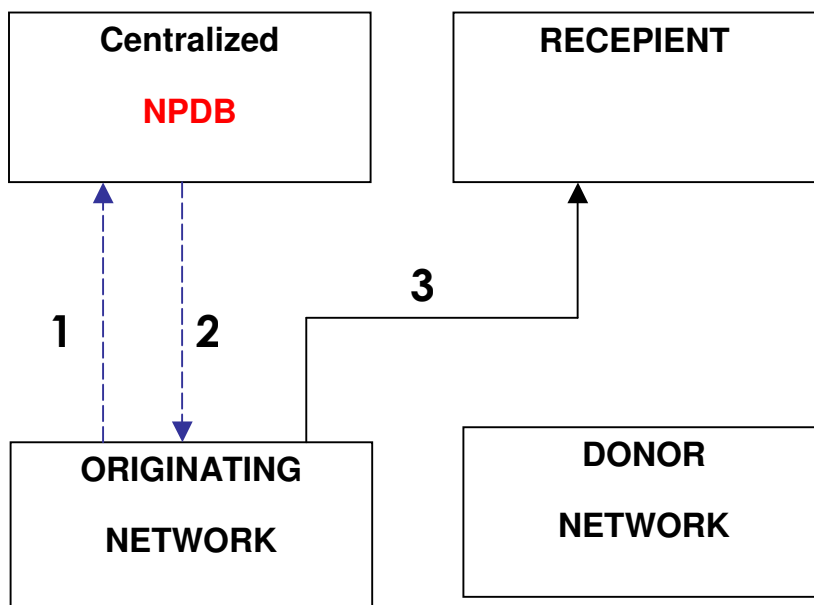 Centralized
NPDB
RECEPIENT
1
2
3
ORIGINATING
NETWORK
DONOR
NETWORK